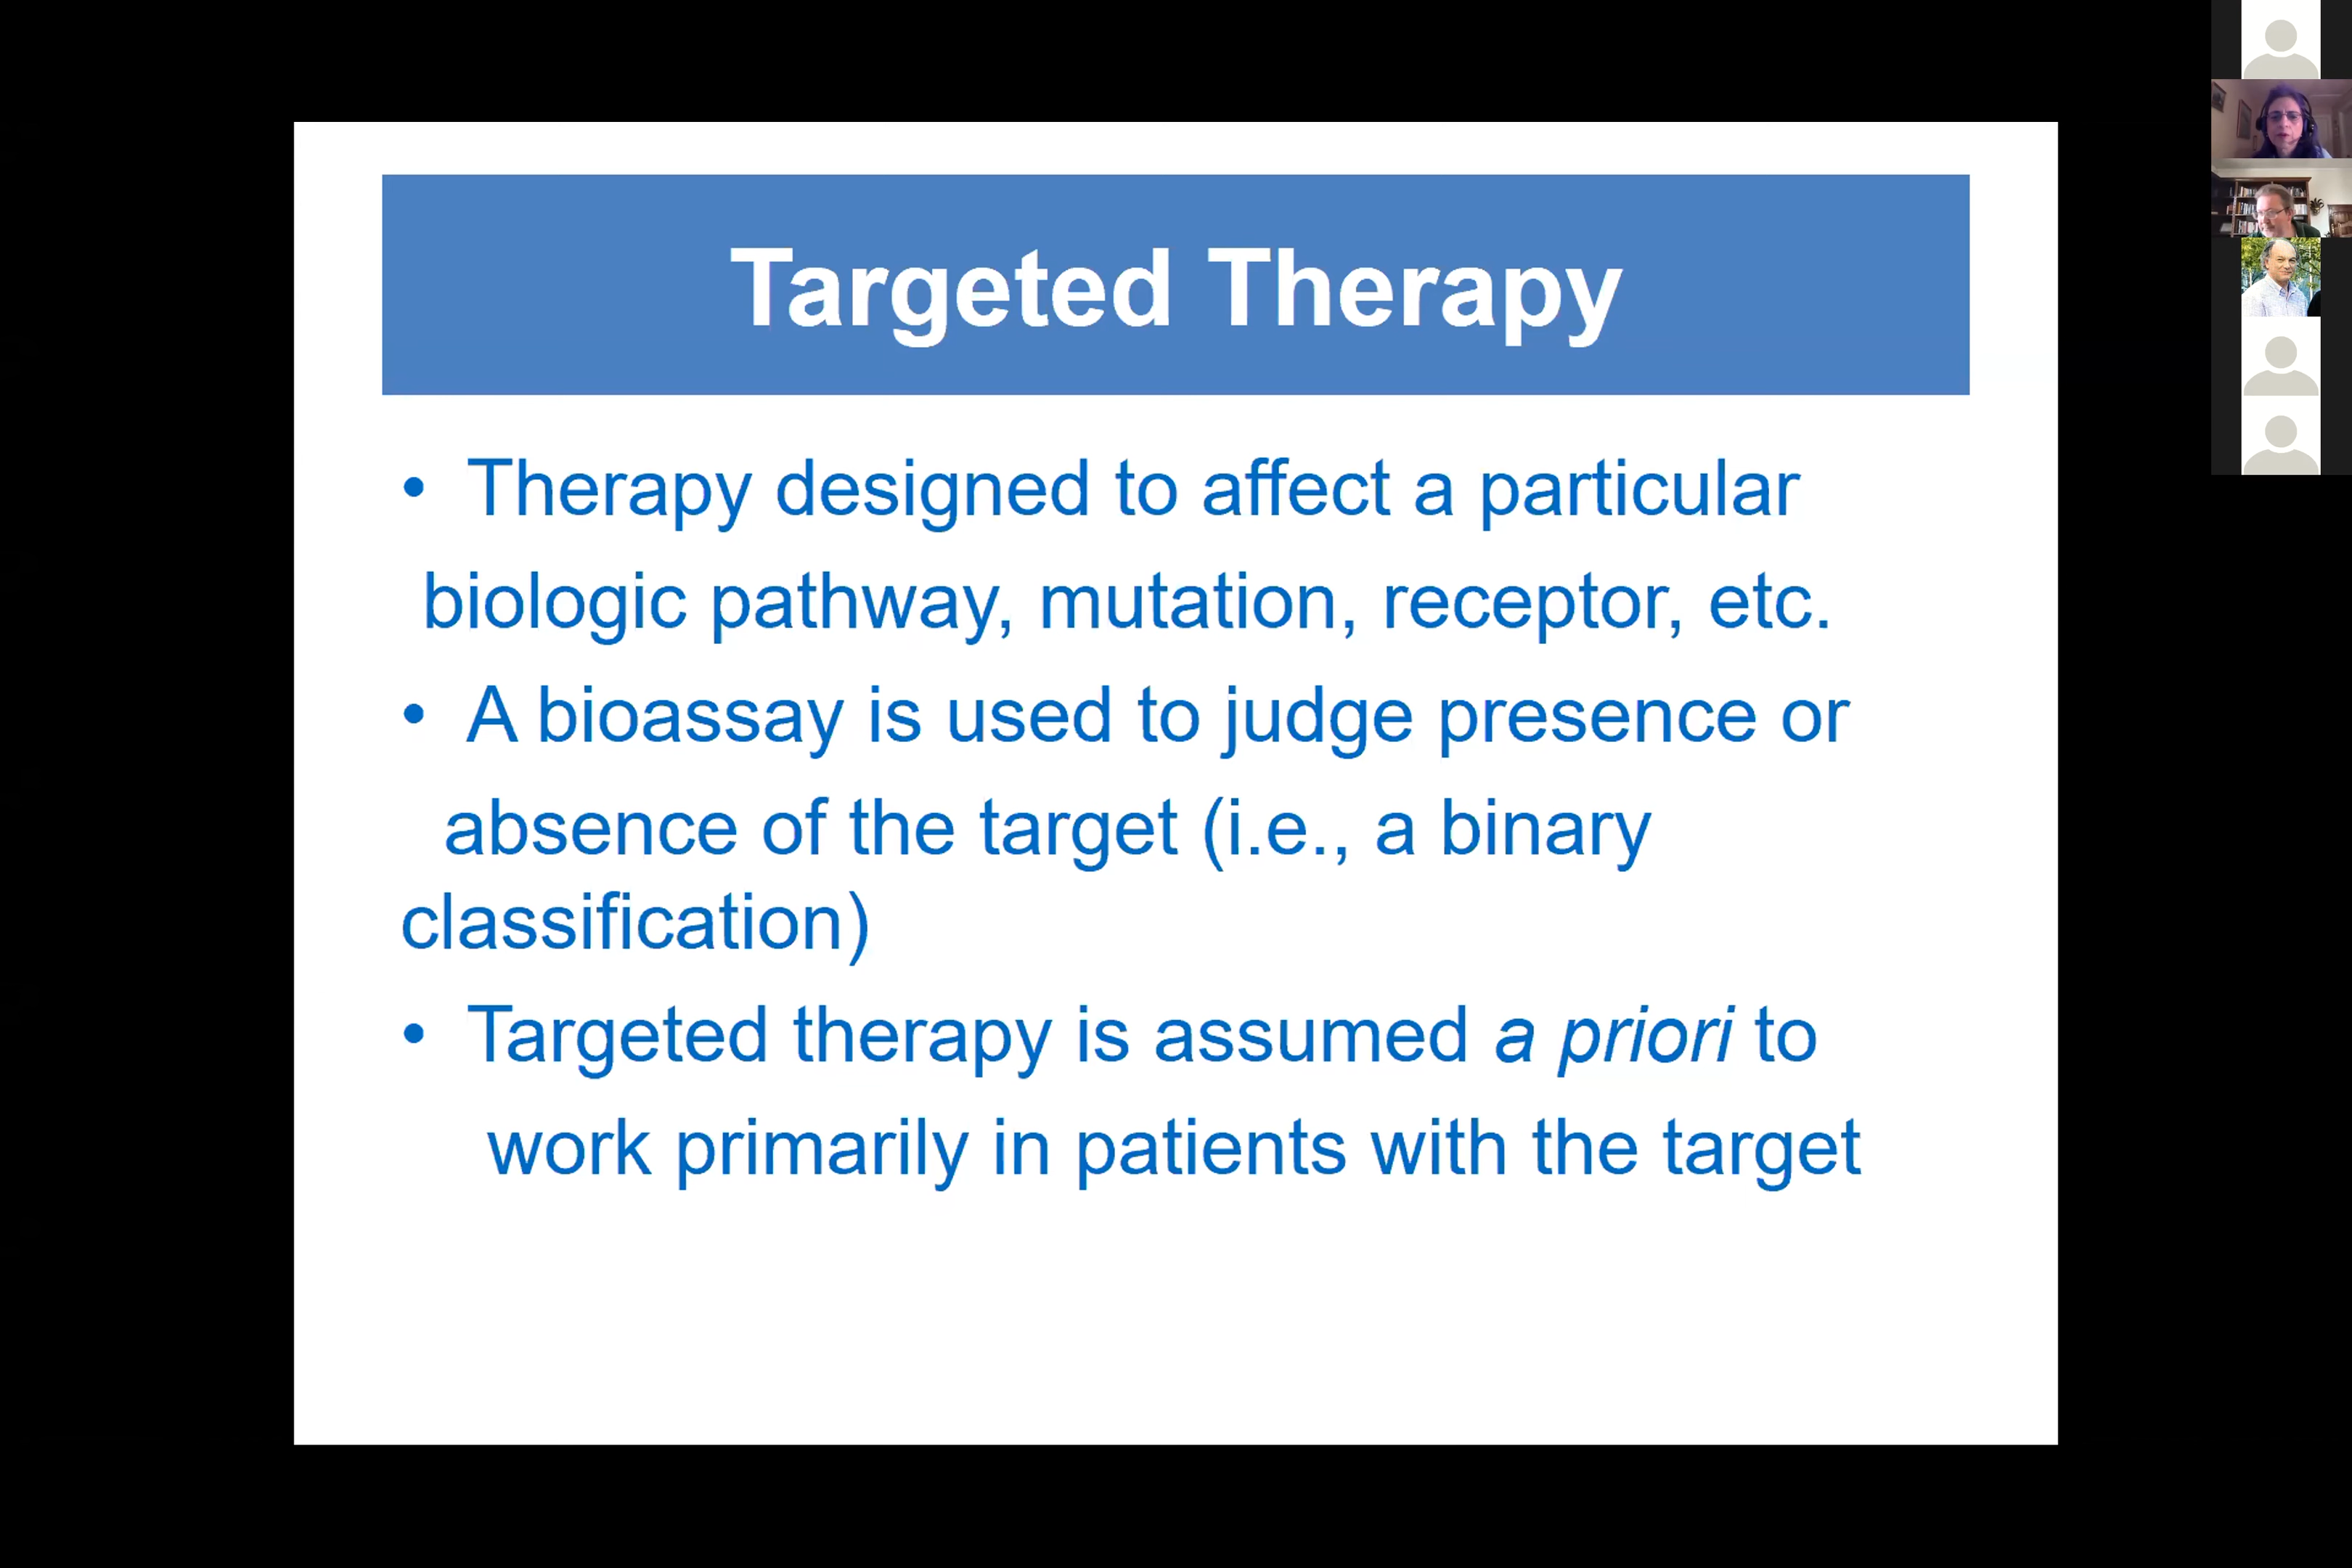 Targeted Therapy
• Therapy designed to affect a particular
biologic pathway, mutation, receptor, etc.
• A bioassay is used to judge presence or
absence of the target (i.e., a binary
classification)
• Targeted therapy is assumed a priori to
work primarily in patients with the target